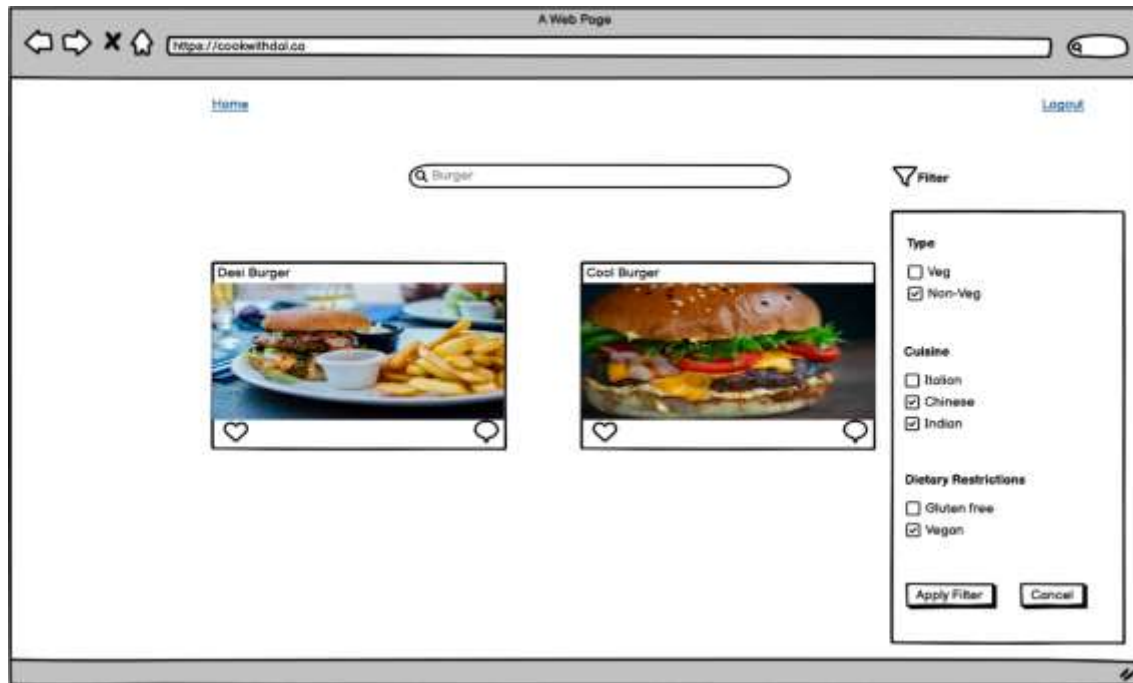 A Web Page
https://cookwithdal.ca
Home
Logout
Burger
Filter
Desi Burger
Cool Burger
Type
Veg
Non-Veg
Cuisine
Italian
Chinese
Indian
Dietary Restrictions
Gluten free
Vegan
Apply Filter
Cancel